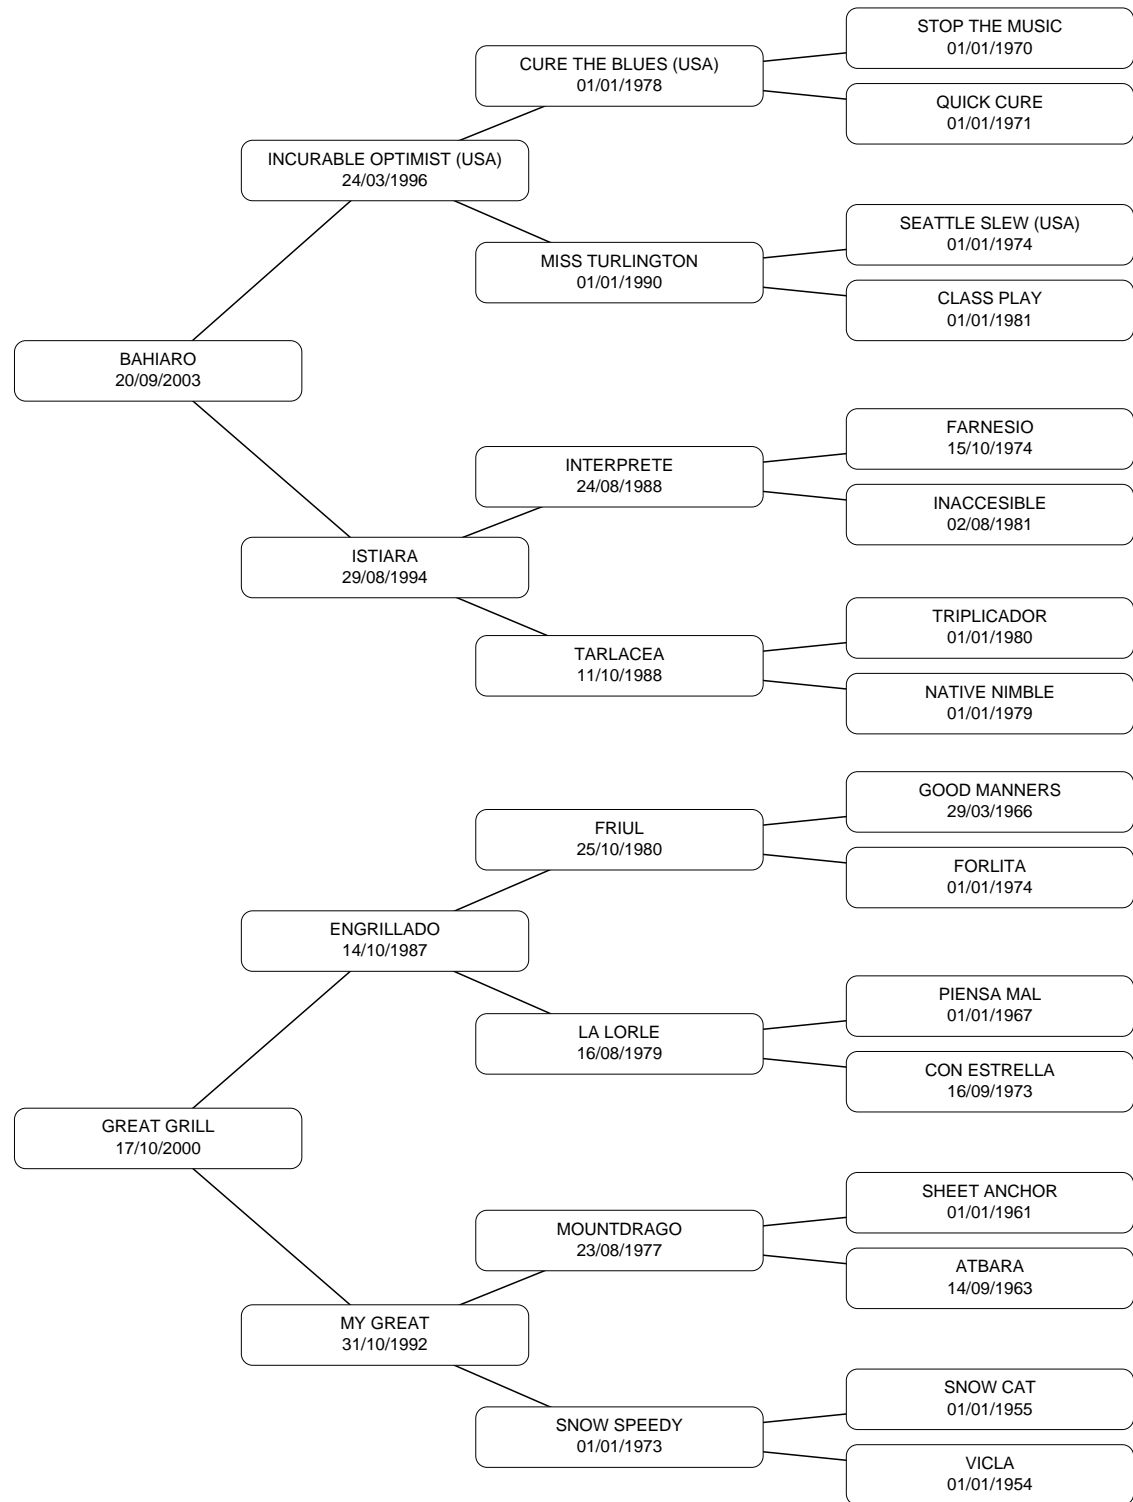 STOP THE MUSIC
01/01/1970
CURE THE BLUES (USA)
01/01/1978
QUICK CURE
01/01/1971
INCURABLE OPTIMIST (USA)
24/03/1996
SEATTLE SLEW (USA)
01/01/1974
MISS TURLINGTON
01/01/1990
CLASS PLAY
01/01/1981
BAHIARO
20/09/2003
FARNESIO
15/10/1974
INTERPRETE
24/08/1988
INACCESIBLE
02/08/1981
ISTIARA
29/08/1994
TRIPLICADOR
01/01/1980
TARLACEA
11/10/1988
NATIVE NIMBLE
01/01/1979
GOOD MANNERS
29/03/1966
FRIUL
25/10/1980
FORLITA
01/01/1974
ENGRILLADO
14/10/1987
PIENSA MAL
01/01/1967
LA LORLE
16/08/1979
CON ESTRELLA
16/09/1973
GREAT GRILL
17/10/2000
SHEET ANCHOR
01/01/1961
MOUNTDRAGO
23/08/1977
ATBARA
14/09/1963
MY GREAT
31/10/1992
SNOW CAT
01/01/1955
SNOW SPEEDY
01/01/1973
VICLA
01/01/1954